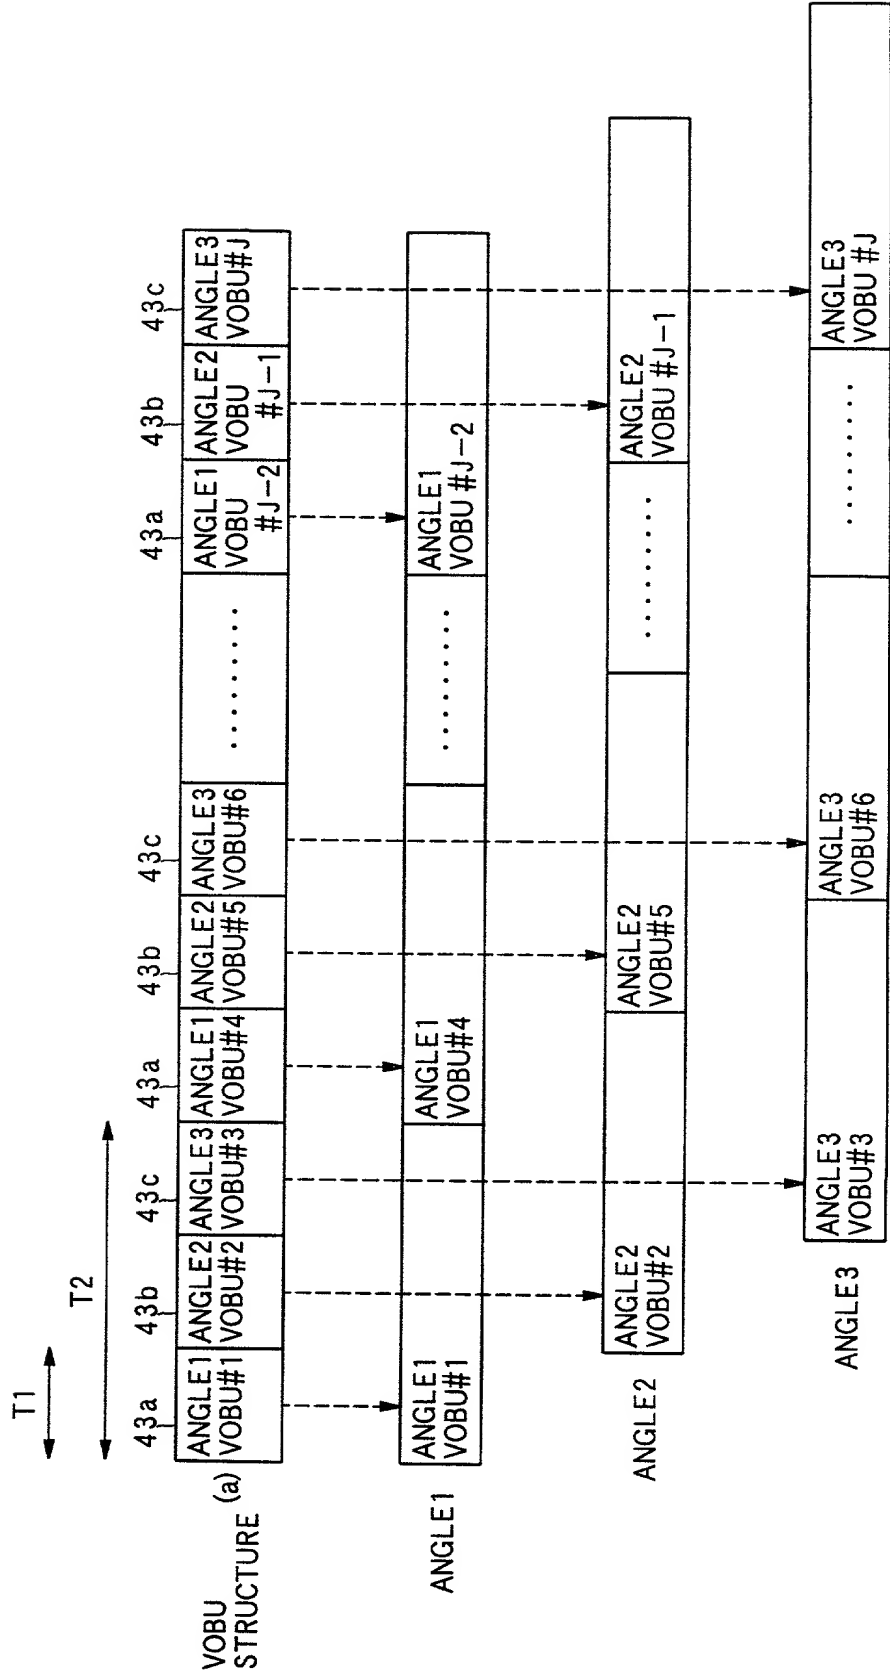 T1
T2
43a
43b
43c
43a
43b
43c
43a
43b
43c
VOBU
STRUCTURE
(a)
ANGLE1
VOBU#1
ANGLE2
VOBU#2
ANGLE3
VOBU#3
ANGLE1
VOBU#4
ANGLE2
VOBU#5
ANGLE3
VOBU#6
.........
ANGLE1
VOBU
#J-2
ANGLE2
VOBU
#J-1
ANGLE3
VOBU#J
ANGLE1
ANGLE1
VOBU#1
ANGLE1
VOBU#4
.........
ANGLE1
VOBU #J-2
ANGLE2
ANGLE2
VOBU#2
ANGLE2
VOBU#5
.........
ANGLE2
VOBU #J-1
ANGLE3
ANGLE3
VOBU#3
ANGLE3
VOBU#6
.........
ANGLE3
VOBU #J